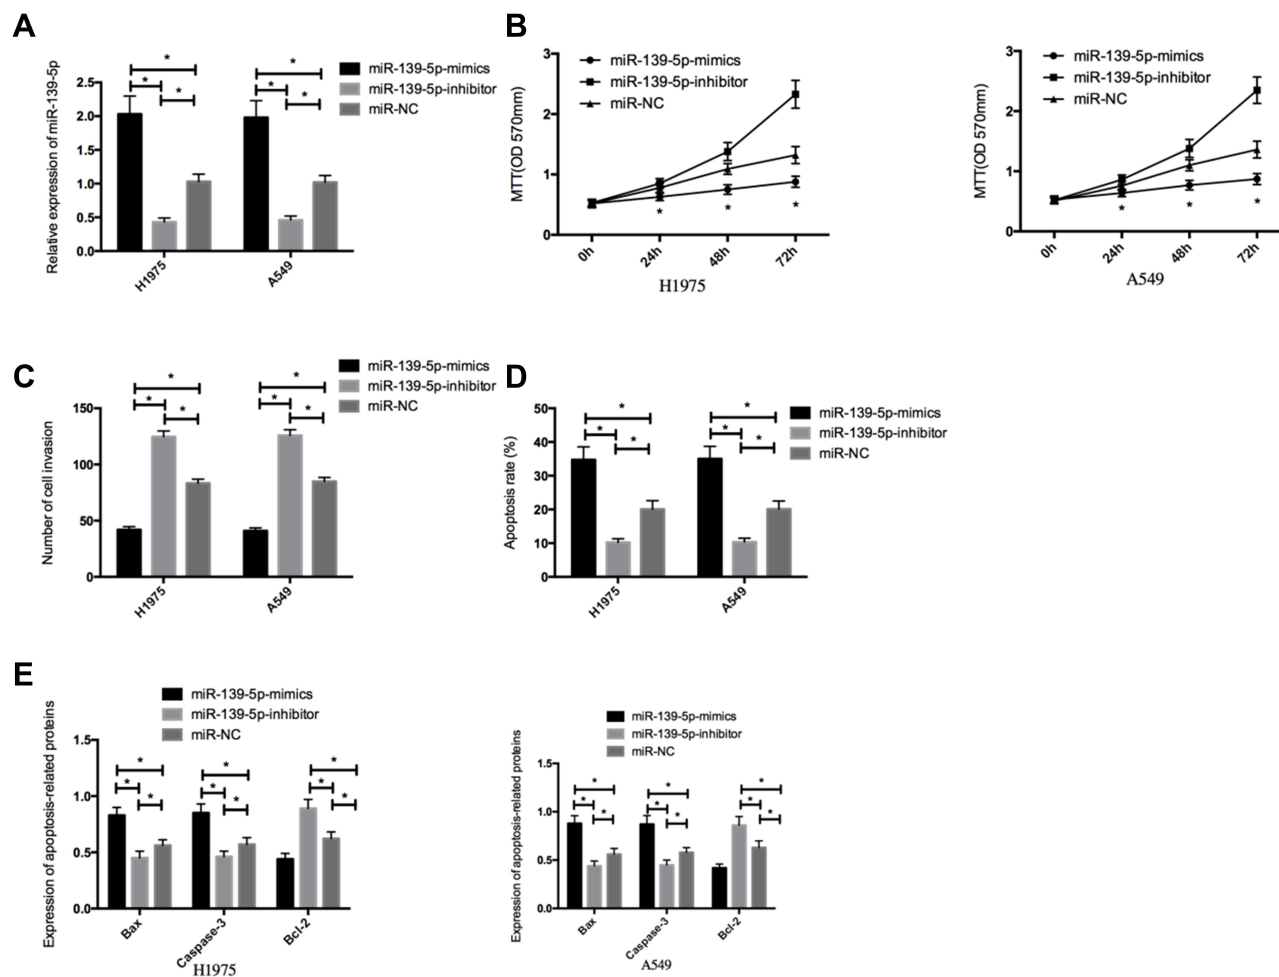 A
Relative expression of miR-139-5p
2.5
2.0
1.5
1.0
0.5
0.0
* * *
* * *
H1975
A549
miR-139-5p-mimics
miR-139-5p-inhibitor
miR-NC
B
MTT(OD 570mm)
3
2
1
0
miR-139-5p-mimics
miR-139-5p-inhibitor
miR-NC
* * *
0h
24h
48h
72h
H1975
MTT(OD 570mm)
3
2
1
0
miR-139-5p-mimics
miR-139-5p-inhibitor
miR-NC
* * *
0h
24h
48h
72h
A549
C
Number of cell invasion
150
100
50
0
* * *
* * *
H1975
A549
miR-139-5p-mimics
miR-139-5p-inhibitor
miR-NC
D
Apoptosis rate (%)
50
40
30
20
10
0
* * *
* * *
H1975
A549
miR-139-5p-mimics
miR-139-5p-inhibitor
miR-NC
E
miR-139-5p-mimics
miR-139-5p-inhibitor
miR-NC
Expression of apoptosis-related proteins
1.5
1.0
0.5
0.0
* * *
* * *
* * *
Bax
Caspase-3
Bcl-2
H1975
miR-139-5p-mimics
miR-139-5p-inhibitor
miR-NC
Expression of apoptosis-related proteins
1.5
1.0
0.5
0.0
* * *
* * *
* * *
Bax
Caspase-3
Bcl-2
A549